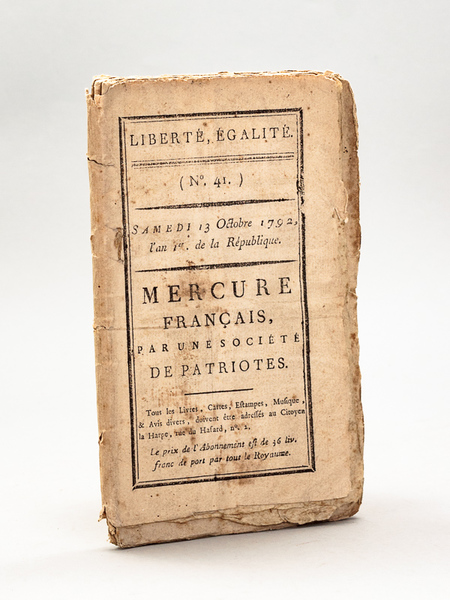 LIBERTÉ, ÉGALITÉ.
( N°. 41. )
SAMEDI 13 Octobre 1792,
l'an 1er. de la République.
MERCURE
FRANÇAIS,
PAR UNE SOCIÉTÉ
DE PATRIOTES.
Tous les Livres, Cartes, Estampes, Musique,
& Avis divers, doivent être adressés au Citoyen
la Harpe, rue du Hasard, n°. 2.
Le prix de l'Abonnement est de 36 liv.
franc de port par tout le Royaume.